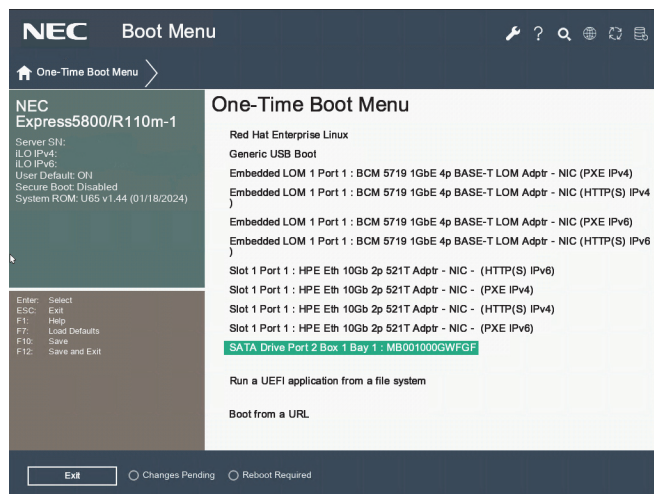 NEC Boot Menu
One-Time Boot Menu
NEC
Express5800/R110m-1
Server SN:
iLO IPv4:
iLO IPv6:
User Default: ON
Secure Boot: Disabled
System ROM: U65 v1.44 (01/18/2024)
Enter: Select
ESC: Exit
F1: Help
F7: Load Defaults
F10: Save
F12: Save and Exit
One-Time Boot Menu
Red Hat Enterprise Linux
Generic USB Boot
Embedded LOM 1 Port 1 : BCM 5719 1GbE 4p BASE-T LOM Adptr - NIC (PXE IPv4)
Embedded LOM 1 Port 1 : BCM 5719 1GbE 4p BASE-T LOM Adptr - NIC (HTTP(S) IPv4
)
Embedded LOM 1 Port 1 : BCM 5719 1GbE 4p BASE-T LOM Adptr - NIC (PXE IPv6)
Embedded LOM 1 Port 1 : BCM 5719 1GbE 4p BASE-T LOM Adptr - NIC (HTTP(S) IPv6
)
Slot 1 Port 1 : HPE Eth 10Gb 2p 521T Adptr - NIC - (HTTP(S) IPv6)
Slot 1 Port 1 : HPE Eth 10Gb 2p 521T Adptr - NIC - (PXE IPv4)
Slot 1 Port 1 : HPE Eth 10Gb 2p 521T Adptr - NIC - (HTTP(S) IPv4)
Slot 1 Port 1 : HPE Eth 10Gb 2p 521T Adptr - NIC - (PXE IPv6)
SATA Drive Port 2 Box 1 Bay 1 : MB001000GWFGF
Run a UEFI application from a file system
Boot from a URL
Exit
Changes Pending
Reboot Required